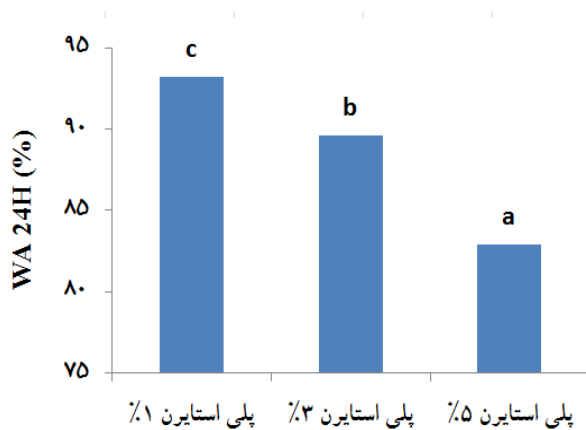 WA 24H (%)
۹۵
۹۰
۸۵
۸۰
۷۵
c
b
a
پلی استایرن ۱٪
پلی استایرن ۳٪
پلی استایرن ۵٪